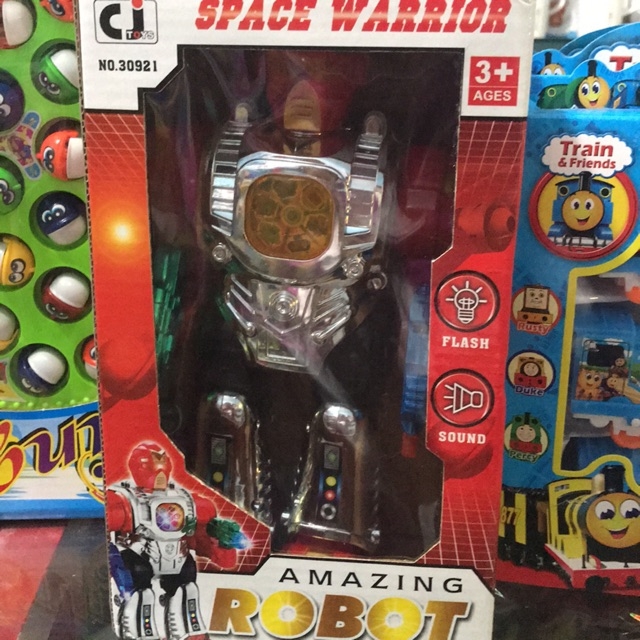 SPACE WARRIOR
CJ
TOYS
NO.30921
3+
AGES
FLASH
SOUND
AMAZING
ROBOT
T
Train
& Friends
Rusty
Duke
Percy